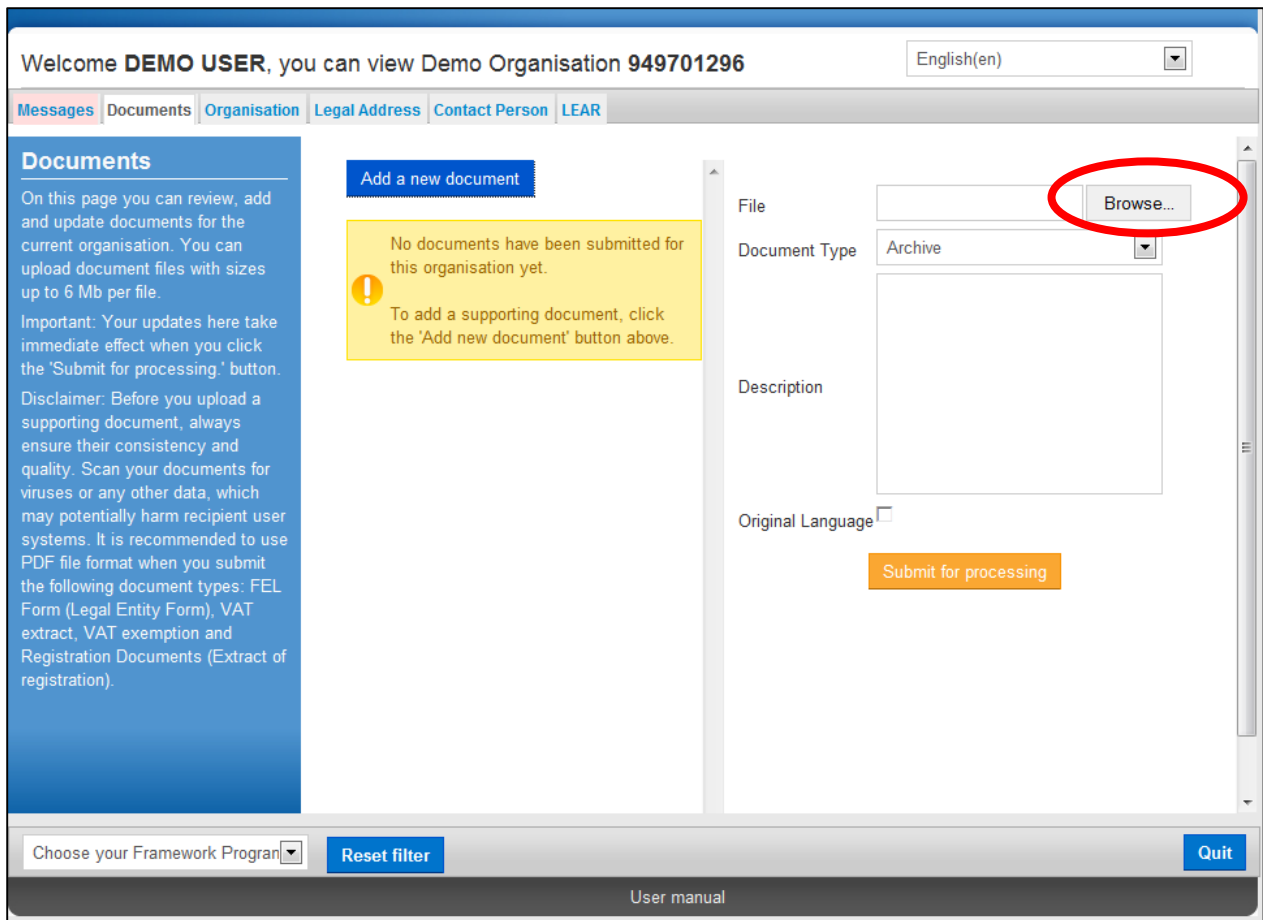 Welcome DEMO USER, you can view Demo Organisation 949701296
English(en)
Messages Documents Organisation Legal Address Contact Person LEAR
Documents
On this page you can review, add
and update documents for the
current organisation. You can
upload document files with sizes
up to 6 Mb per file.
Important: Your updates here take
immediate effect when you click
the 'Submit for processing.' button.
Disclaimer: Before you upload a
supporting document, always
ensure their consistency and
quality. Scan your documents for
viruses or any other data, which
may potentially harm recipient user
systems. It is recommended to use
PDF file format when you submit
the following document types: FEL
Form (Legal Entity Form), VAT
extract, VAT exemption and
Registration Documents (Extract of
registration).
Add a new document
No documents have been submitted for
this organisation yet.
To add a supporting document, click
the 'Add new document' button above.
File
Browse...
Document Type
Archive
Description
Original Language
Submit for processing
Choose your Framework Progran
Reset filter
Quit
User manual